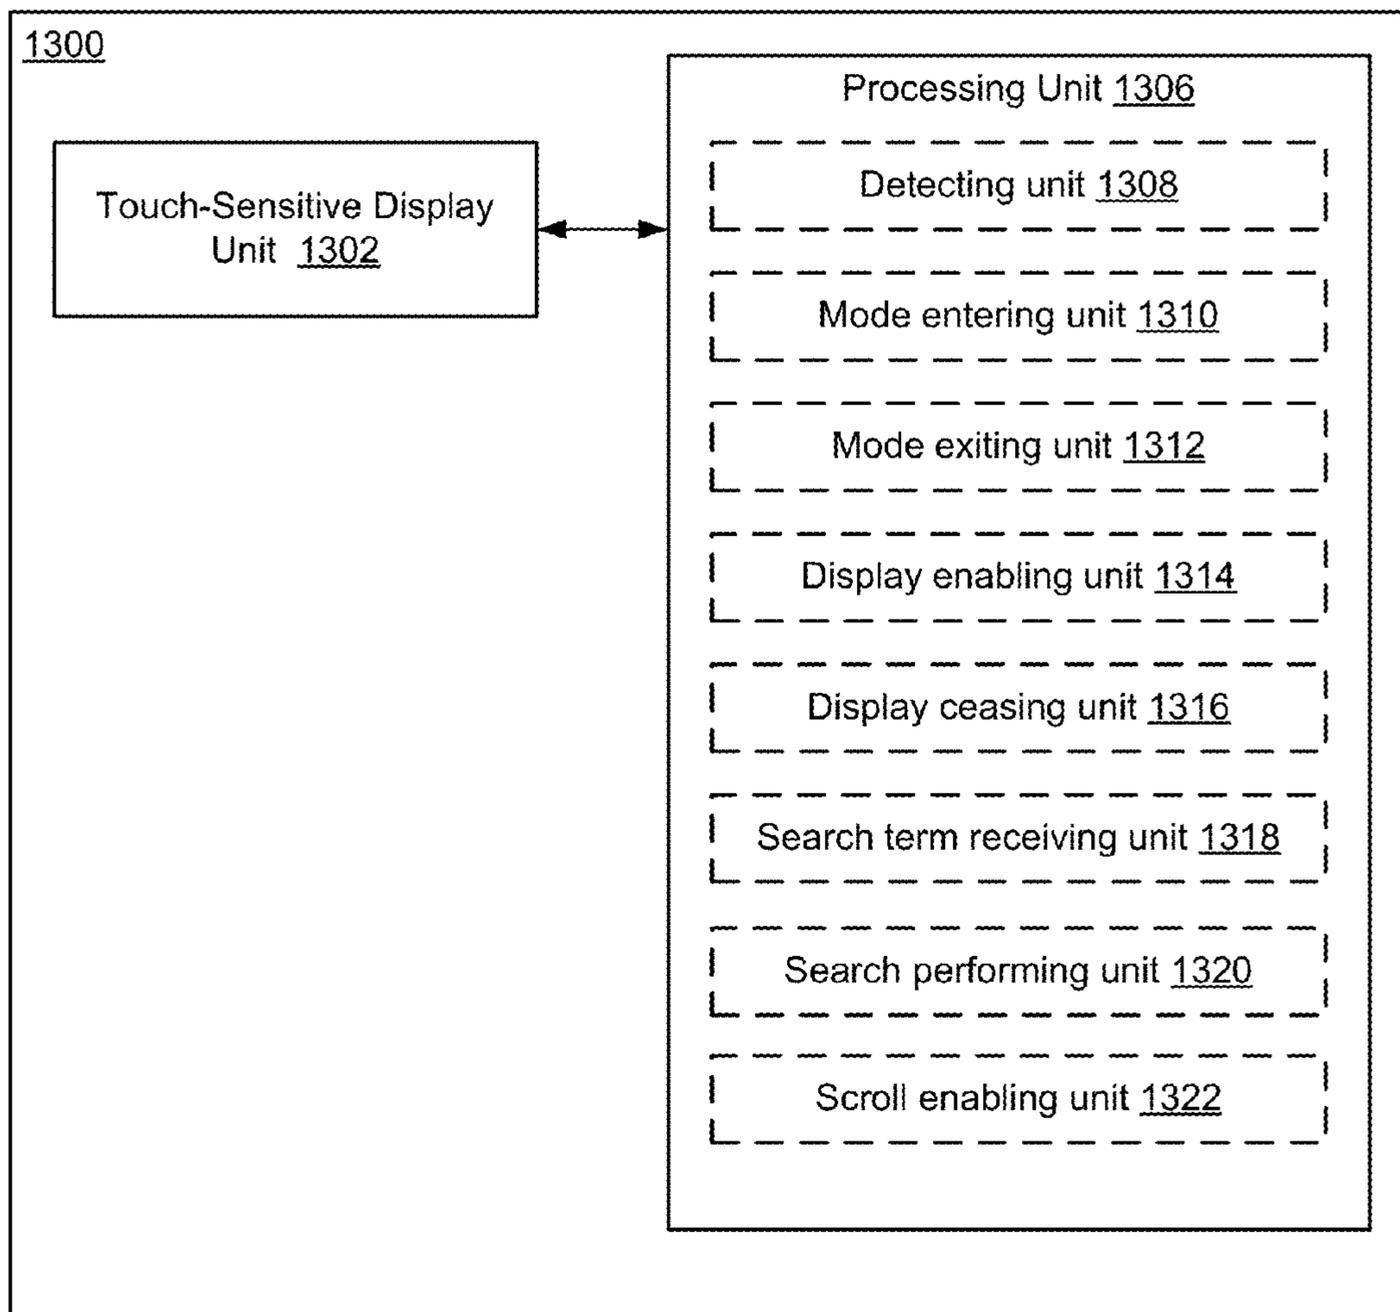 1300
Processing Unit 1306
Touch-Sensitive Display
Unit 1302
Detecting unit 1308
Mode entering unit 1310
Mode exiting unit 1312
Display enabling unit 1314
Display ceasing unit 1316
Search term receiving unit 1318
Search performing unit 1320
Scroll enabling unit 1322